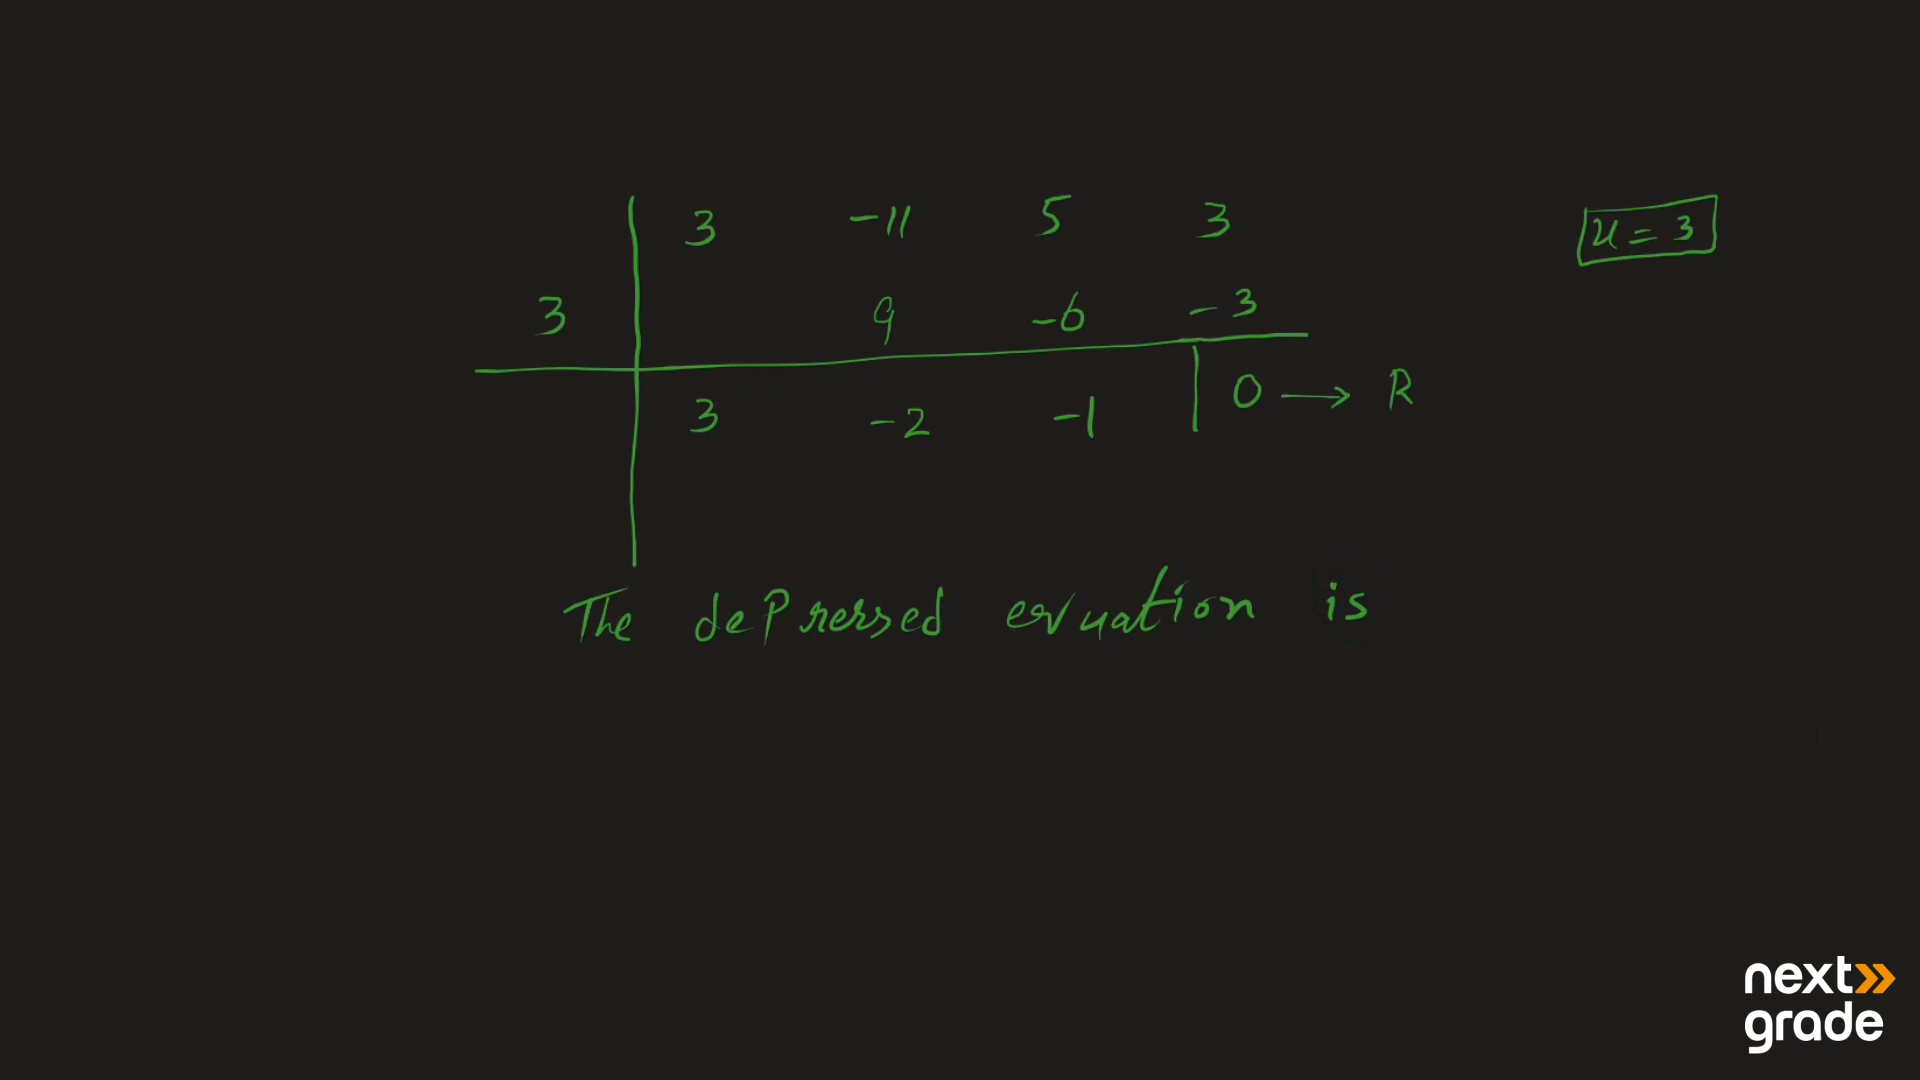 3 -11 5 3
x = 3
3 9 -6 -3
3 -2 -1 0 → R
The depressed equation is
next
grade